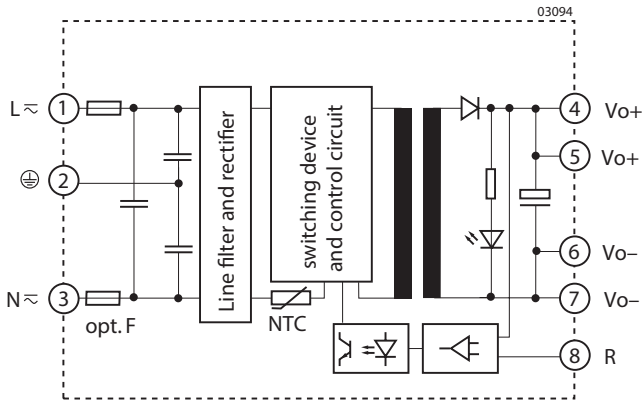 03094
L ⎓ 1
2
N ⎓ 3
opt. F
Line filter and rectifier
switching device
and control circuit
NTC
4 Vo+
5 Vo+
6 Vo–
7 Vo–
8 R